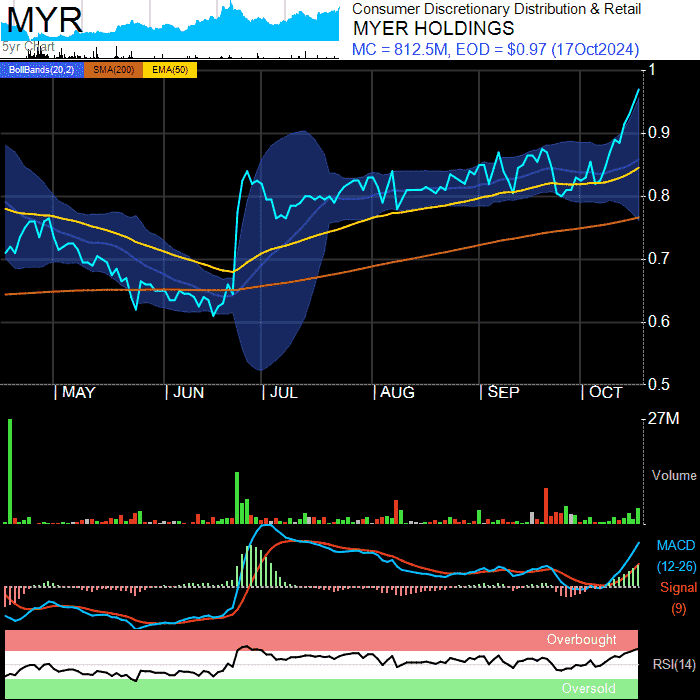 MYR
5yr Chart
Consumer Discretionary Distribution & Retail
MYER HOLDINGS
MC = 812.5M, EOD = $0.97 (17Oct2024)
BollBands(20,2) SMA(200) EMA(50)
1
0.9
0.8
0.7
0.6
0.5
MAY JUN JUL AUG SEP OCT
27M
Volume
MACD
(12-26)
Signal
(9)
Overbought
RSI(14)
Oversold